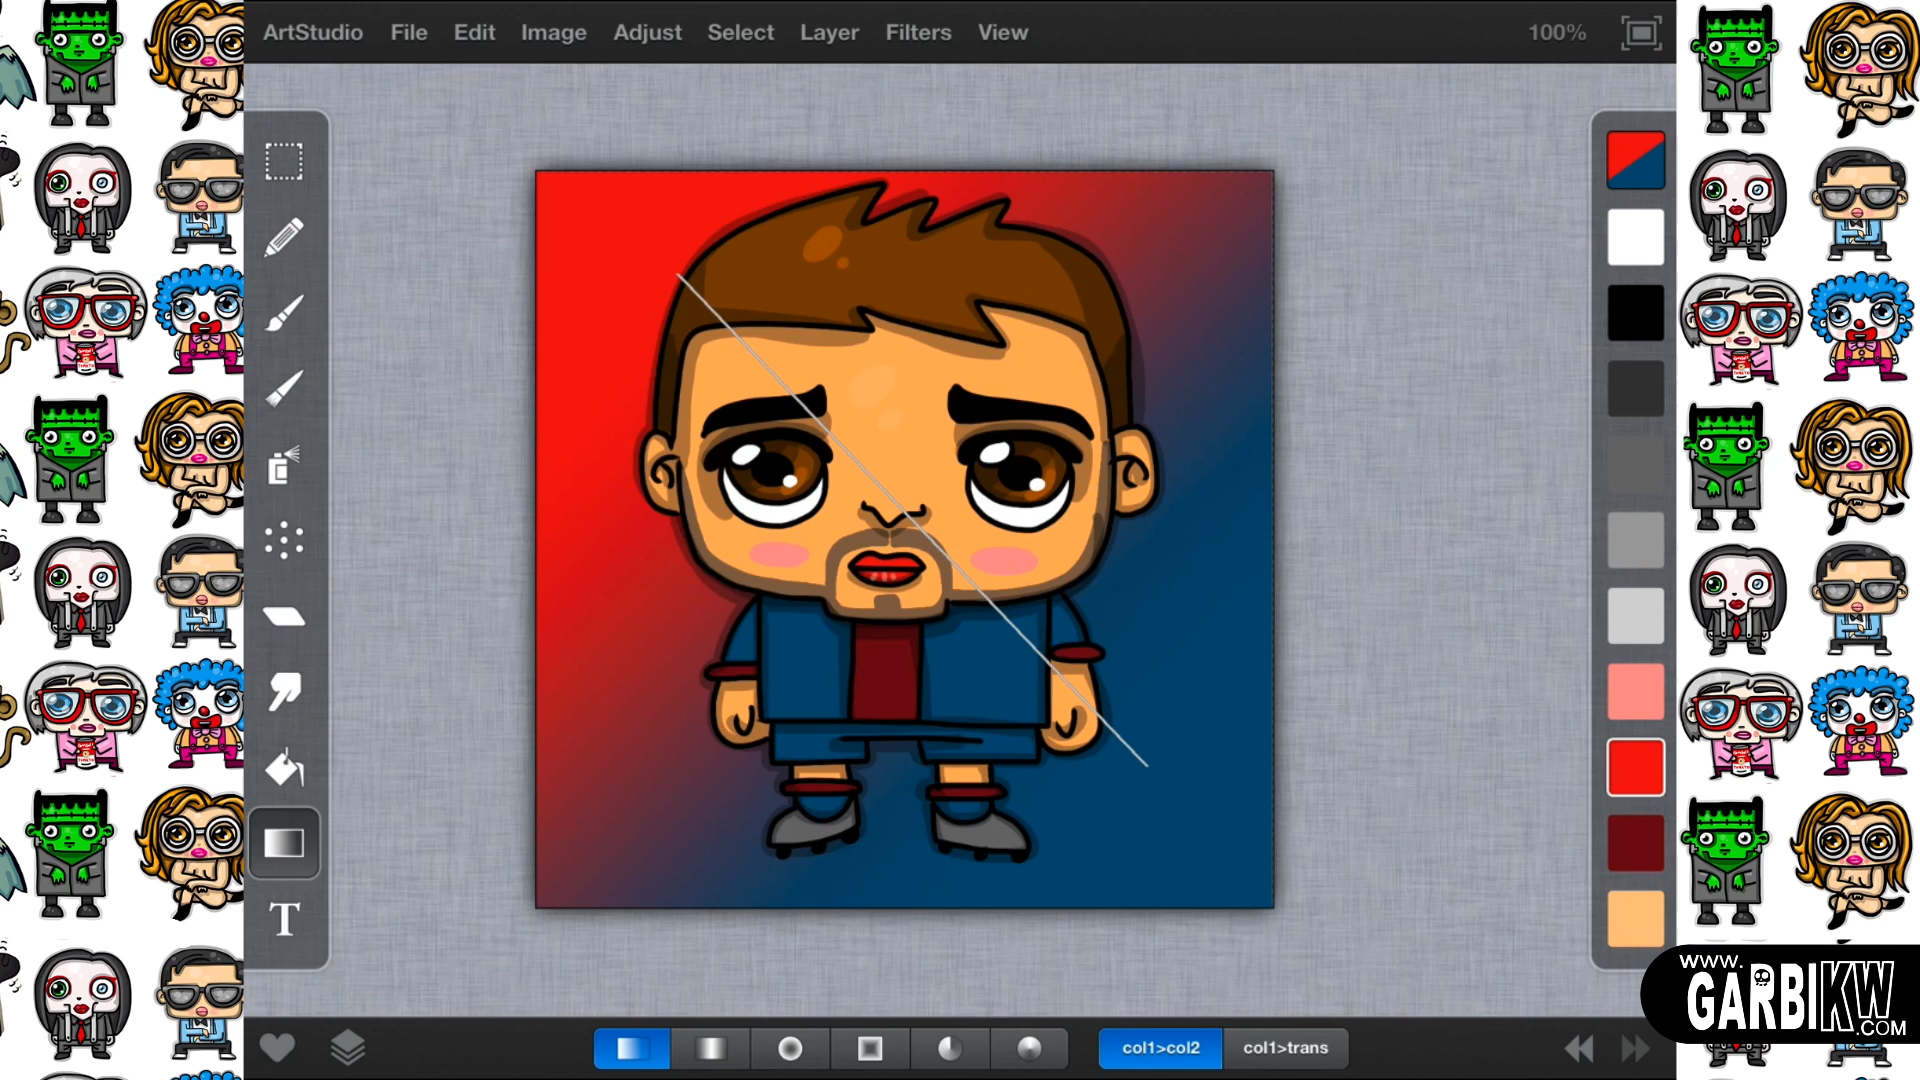 ArtStudio File Edit Image Adjust Select Layer Filters View 100%
T
col1>col2 col1>trans
www.
GARBIKW
.COM